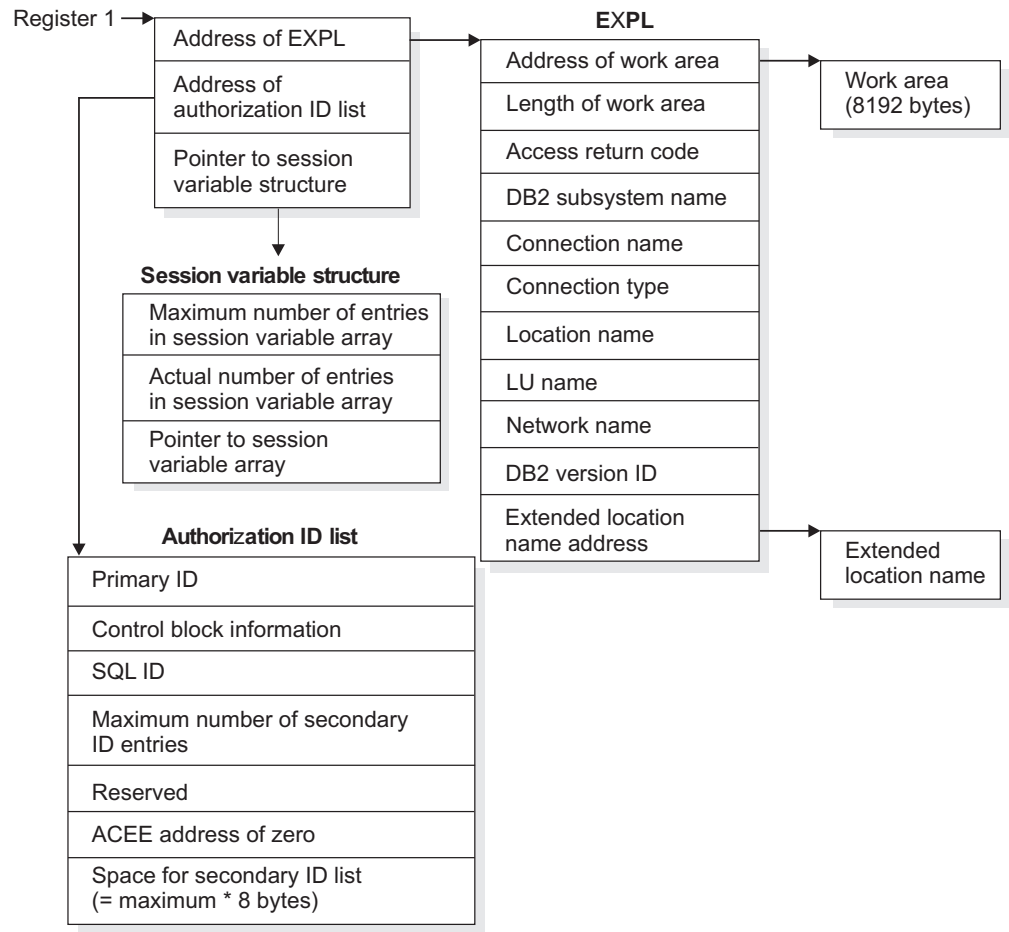 Register 1
Address of EXPL
Address of
authorization ID list
Pointer to session
variable structure
EXPL
Address of work area
Length of work area
Access return code
DB2 subsystem name
Connection name
Connection type
Location name
LU name
Network name
DB2 version ID
Extended location
name address
Work area
(8192 bytes)
Extended
location name
Session variable structure
Maximum number of entries
in session variable array
Actual number of entries
in session variable array
Pointer to session
variable array
Authorization ID list
Primary ID
Control block information
SQL ID
Maximum number of secondary
ID entries
Reserved
ACEE address of zero
Space for secondary ID list
(= maximum * 8 bytes)